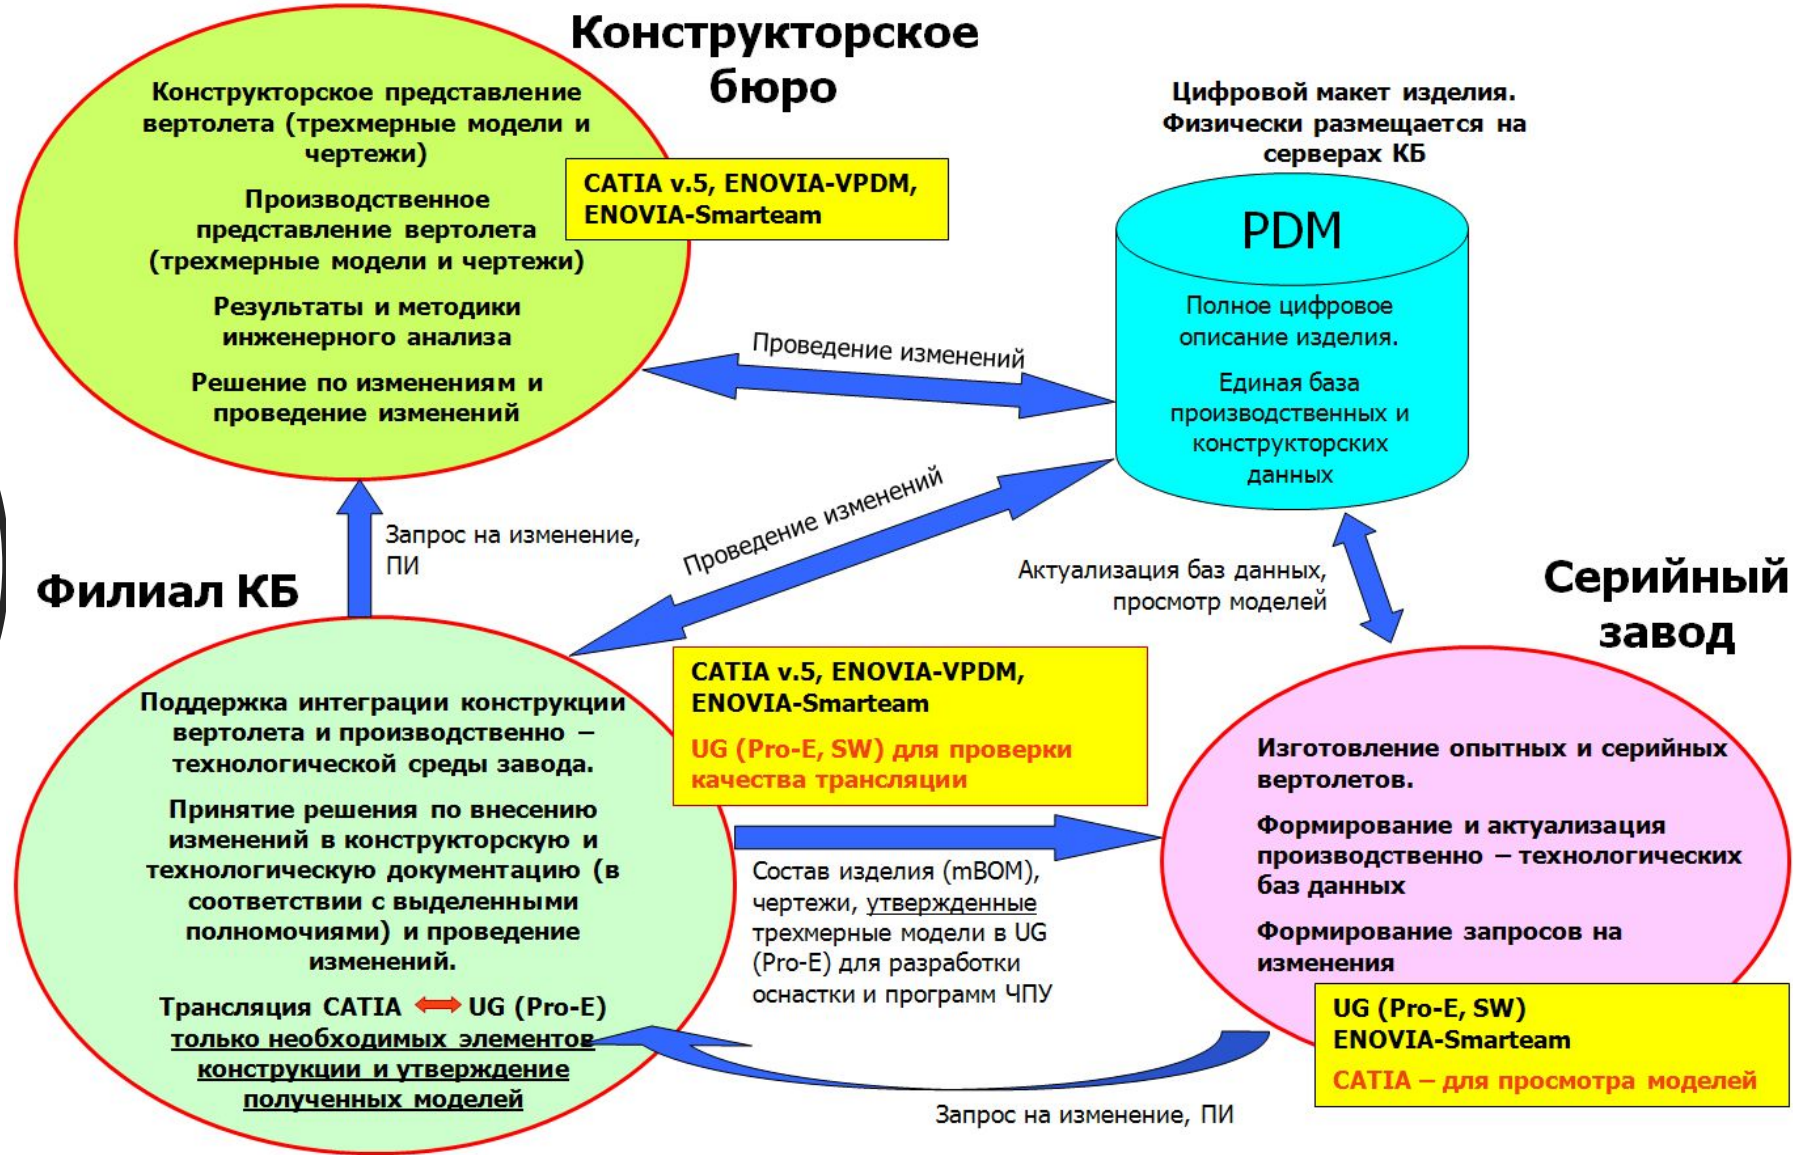 Конструкторское
бюро
Конструкторское представление
вертолета (трехмерные модели и
чертежи)
Производственное
представление вертолета
(трехмерные модели и чертежи)
Результаты и методики
инженерного анализа
Решение по изменениям и
проведение изменений
CATIA v.5, ENOVIA-VPDM,
ENOVIA-Smarteam
Цифровой макет изделия.
Физически размещается на
серверах КБ
PDM
Полное цифровое
описание изделия.
Единая база
производственных и
конструкторских
данных
Проведение изменений
Проведение изменений
Запрос на изменение,
ПИ
Актуализация баз данных,
просмотр моделей
Филиал КБ
Поддержка интеграции конструкции
вертолета и производственно –
технологической среды завода.
Принятие решения по внесению
изменений в конструкторскую и
технологическую документацию (в
соответствии с выделенными
полномочиями) и проведение
изменений.
Трансляция CATIA UG (Pro-E)
только необходимых элементов
конструкции и утверждение
полученных моделей
CATIA v.5, ENOVIA-VPDM,
ENOVIA-Smarteam
UG (Pro-E, SW) для проверки
качества трансляции
Состав изделия (mBOM),
чертежи, утвержденные
трехмерные модели в UG
(Pro-E) для разработки
оснастки и программ ЧПУ
Запрос на изменение, ПИ
Серийный
завод
Изготовление опытных и серийных
вертолетов.
Формирование и актуализация
производственно – технологических
баз данных
Формирование запросов на
изменения
UG (Pro-E, SW)
ENOVIA-Smarteam
CATIA – для просмотра моделей